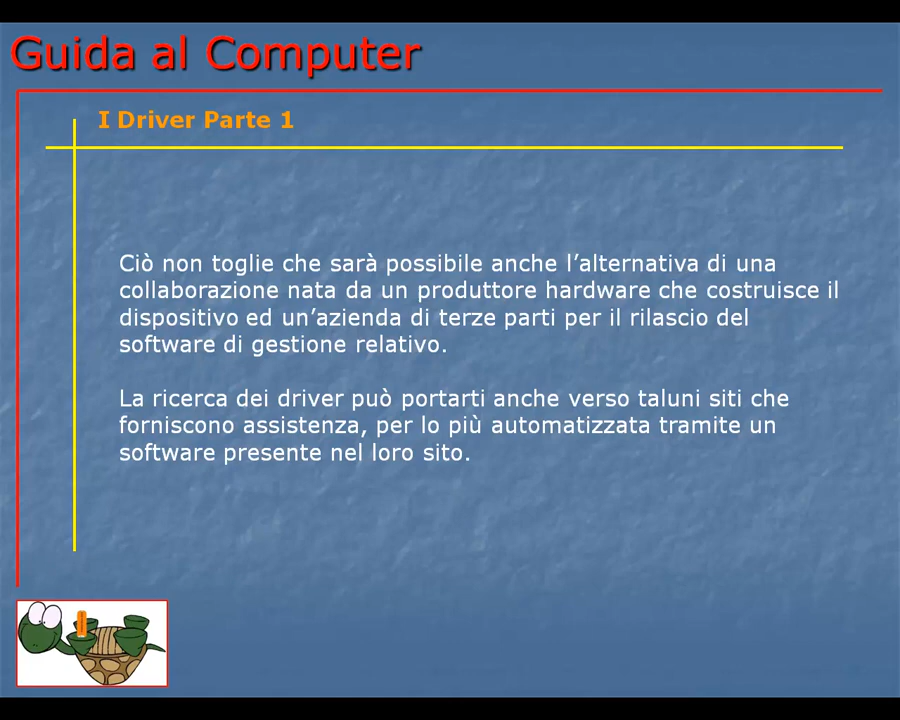 Guida al Computer
I Driver Parte 1
Ciò non toglie che sarà possibile anche l’alternativa di una
collaborazione nata da un produttore hardware che costruisce il
dispositivo ed un’azienda di terze parti per il rilascio del
software di gestione relativo.
La ricerca dei driver può portarti anche verso taluni siti che
forniscono assistenza, per lo più automatizzata tramite un
software presente nel loro sito.